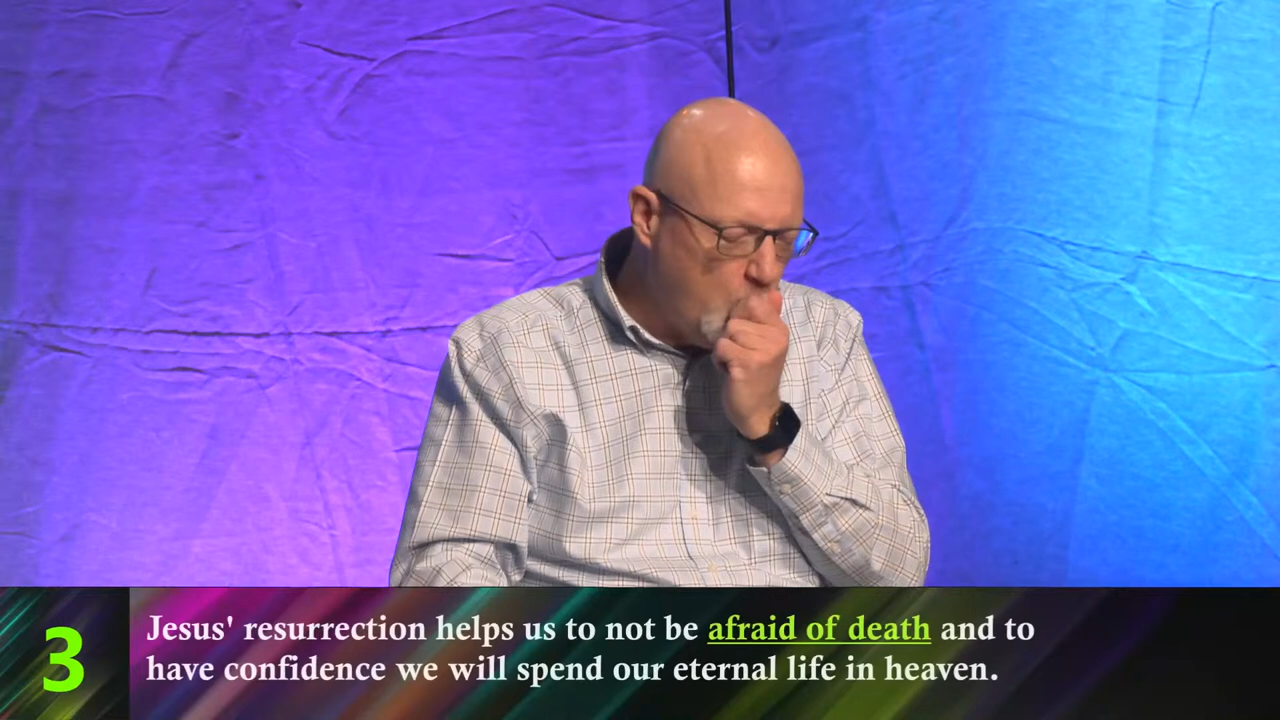 3
Jesus' resurrection helps us to not be afraid of death and to
have confidence we will spend our eternal life in heaven.